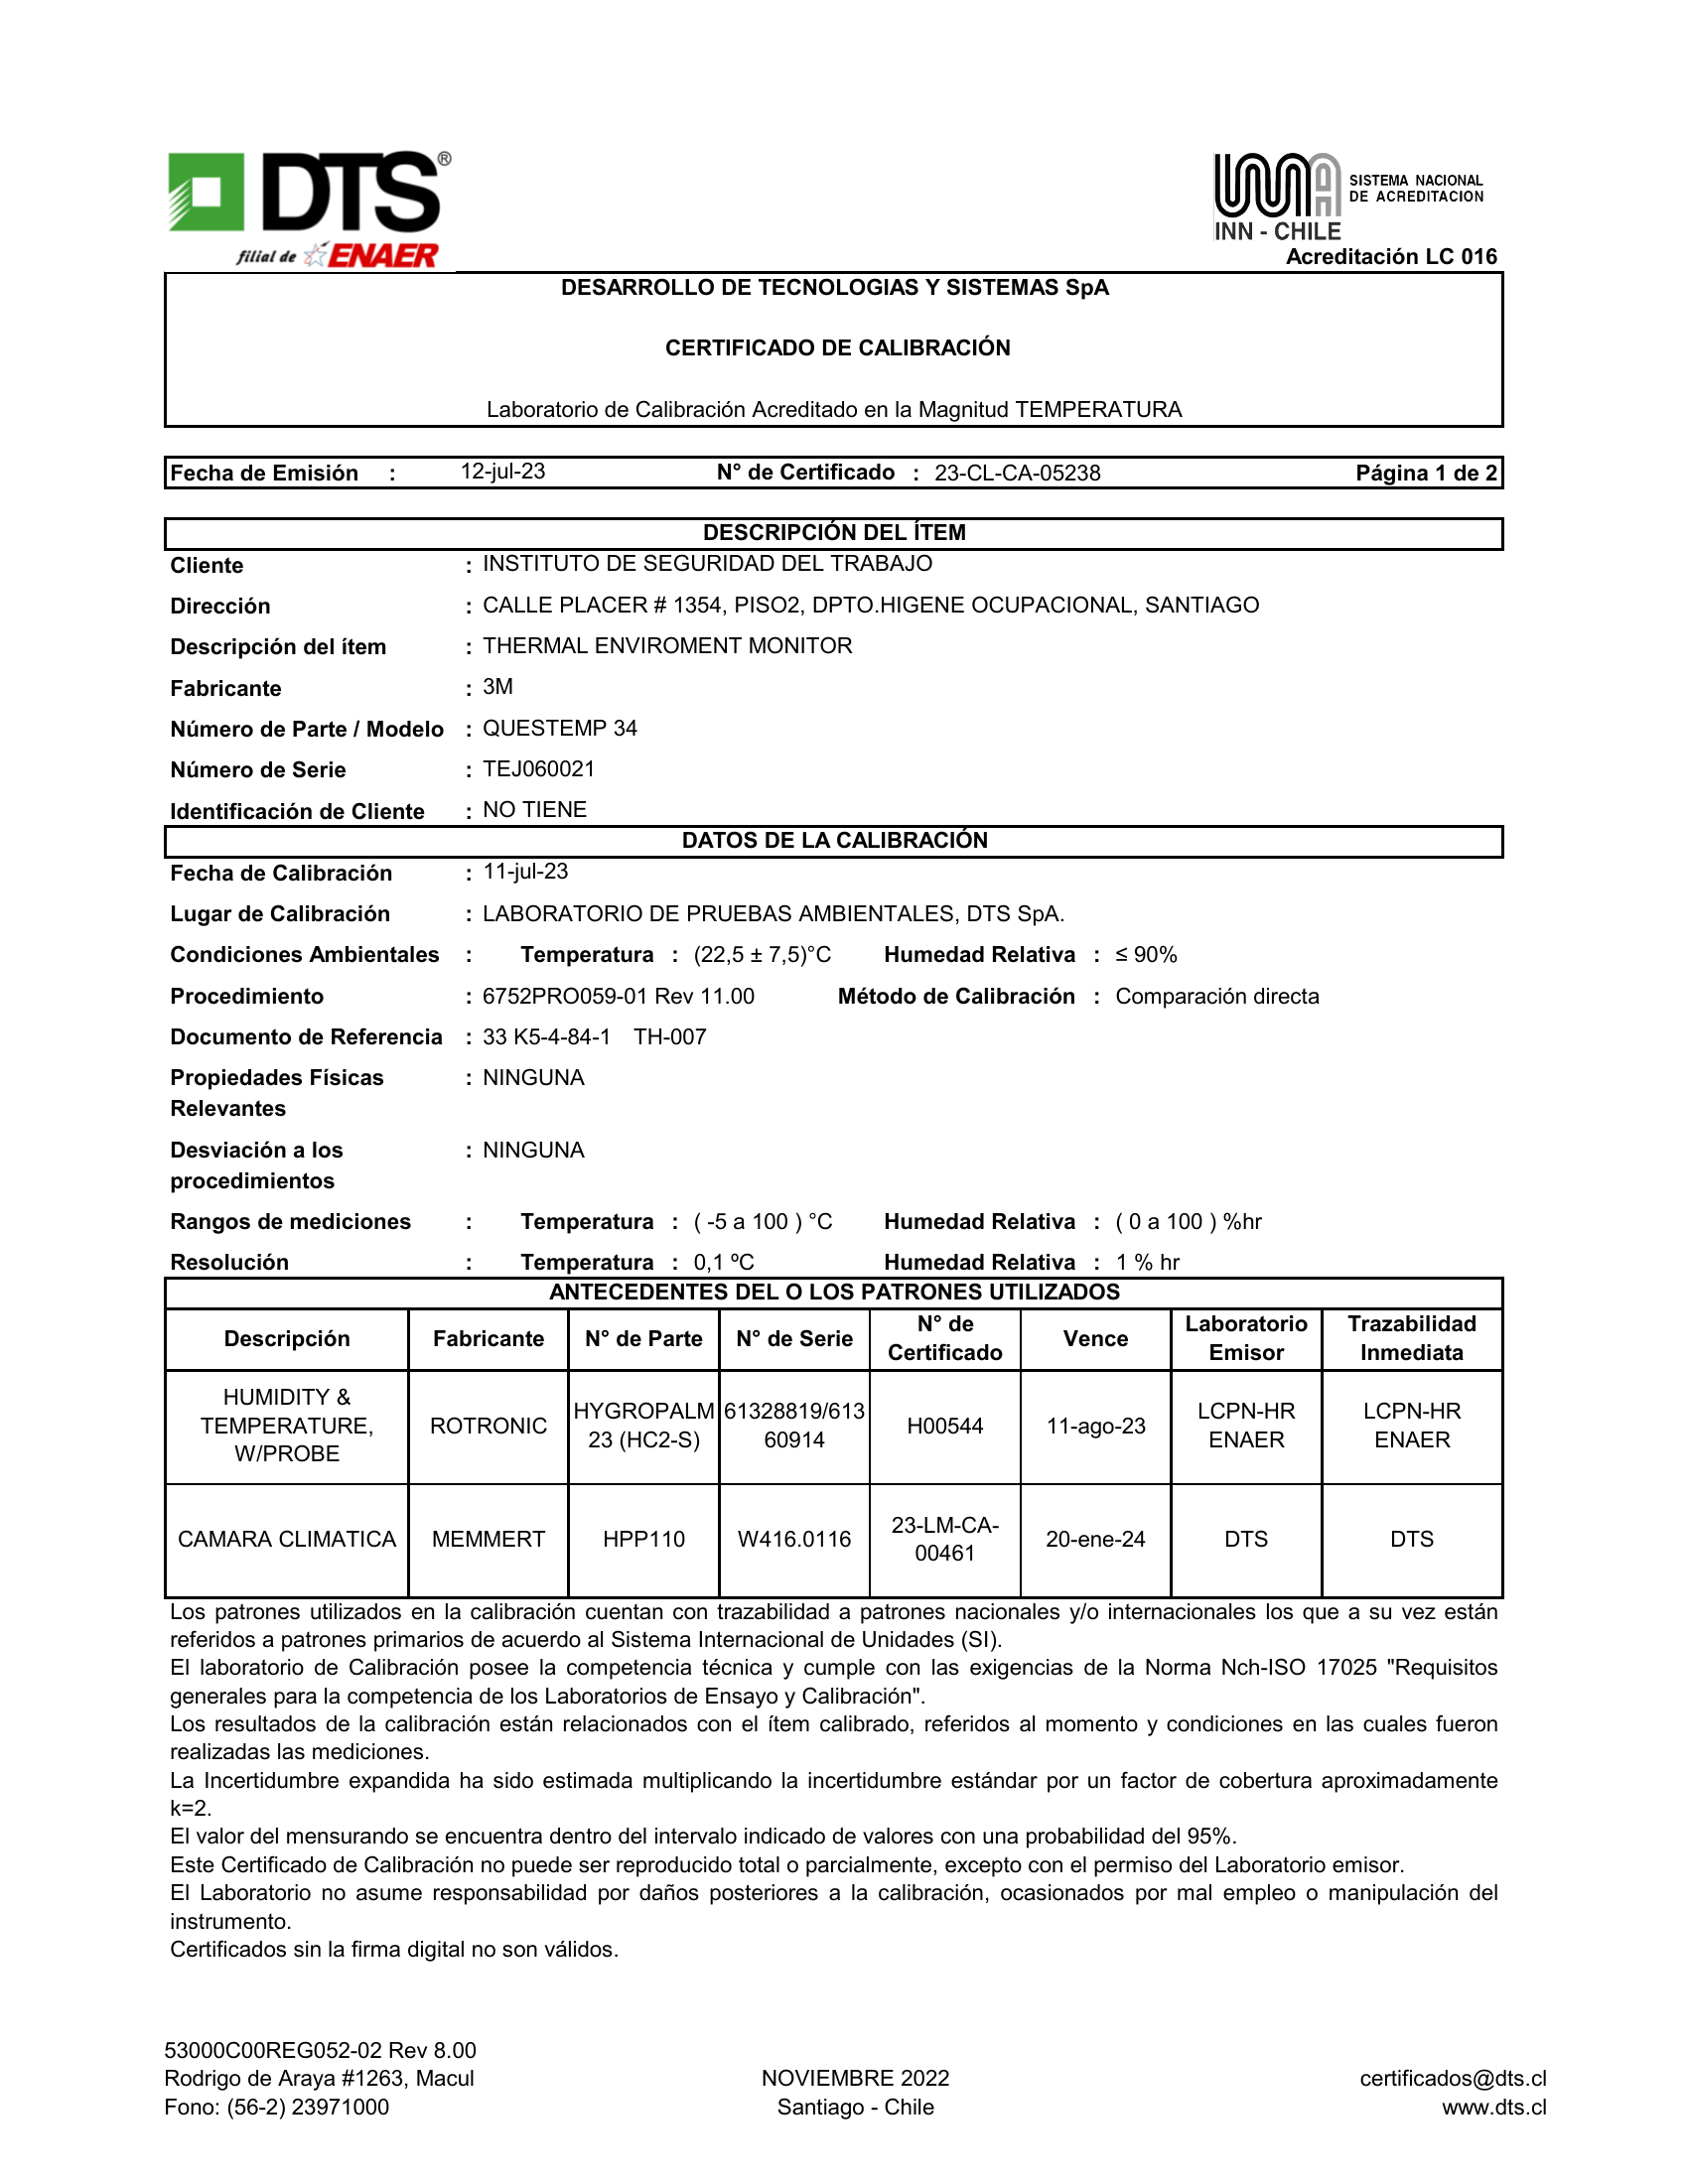 DTS®
filial de ENAER
SISTEMA NACIONAL
DE ACREDITACION
INN - CHILE
Acreditación LC 016
DESARROLLO DE TECNOLOGIAS Y SISTEMAS SpA
CERTIFICADO DE CALIBRACIÓN
Laboratorio de Calibración Acreditado en la Magnitud TEMPERATURA
Fecha de Emisión : 12-jul-23 N° de Certificado : 23-CL-CA-05238 Página 1 de 2
DESCRIPCIÓN DEL ÍTEM
Cliente : INSTITUTO DE SEGURIDAD DEL TRABAJO
Dirección : CALLE PLACER # 1354, PISO2, DPTO.HIGENE OCUPACIONAL, SANTIAGO
Descripción del ítem : THERMAL ENVIROMENT MONITOR
Fabricante : 3M
Número de Parte / Modelo : QUESTEMP 34
Número de Serie : TEJ060021
Identificación de Cliente : NO TIENE
DATOS DE LA CALIBRACIÓN
Fecha de Calibración : 11-jul-23
Lugar de Calibración : LABORATORIO DE PRUEBAS AMBIENTALES, DTS SpA.
Condiciones Ambientales : Temperatura : (22,5 ± 7,5)°C Humedad Relativa : ≤ 90%
Procedimiento : 6752PRO059-01 Rev 11.00 Método de Calibración : Comparación directa
Documento de Referencia : 33 K5-4-84-1 TH-007
Propiedades Físicas : NINGUNA
Relevantes
Desviación a los : NINGUNA
procedimientos
Rangos de mediciones : Temperatura : ( -5 a 100 ) °C Humedad Relativa : ( 0 a 100 ) %hr
Resolución : Temperatura : 0,1 ºC Humedad Relativa : 1 % hr
ANTECEDENTES DEL O LOS PATRONES UTILIZADOS
Descripción Fabricante N° de Parte N° de Serie N° de Certificado Vence Laboratorio Emisor Trazabilidad Inmediata
HUMIDITY & TEMPERATURE, W/PROBE ROTRONIC HYGROPALM 23 (HC2-S) 61328819/613 60914 H00544 11-ago-23 LCPN-HR ENAER LCPN-HR ENAER
CAMARA CLIMATICA MEMMERT HPP110 W416.0116 23-LM-CA-00461 20-ene-24 DTS DTS
Los patrones utilizados en la calibración cuentan con trazabilidad a patrones nacionales y/o internacionales los que a su vez están
referidos a patrones primarios de acuerdo al Sistema Internacional de Unidades (SI).
El laboratorio de Calibración posee la competencia técnica y cumple con las exigencias de la Norma Nch-ISO 17025 "Requisitos
generales para la competencia de los Laboratorios de Ensayo y Calibración".
Los resultados de la calibración están relacionados con el ítem calibrado, referidos al momento y condiciones en las cuales fueron
realizadas las mediciones.
La Incertidumbre expandida ha sido estimada multiplicando la incertidumbre estándar por un factor de cobertura aproximadamente
k=2.
El valor del mensurando se encuentra dentro del intervalo indicado de valores con una probabilidad del 95%.
Este Certificado de Calibración no puede ser reproducido total o parcialmente, excepto con el permiso del Laboratorio emisor.
El Laboratorio no asume responsabilidad por daños posteriores a la calibración, ocasionados por mal empleo o manipulación del
instrumento.
Certificados sin la firma digital no son válidos.
53000C00REG052-02 Rev 8.00
Rodrigo de Araya #1263, Macul NOVIEMBRE 2022 certificados@dts.cl
Fono: (56-2) 23971000 Santiago - Chile www.dts.cl